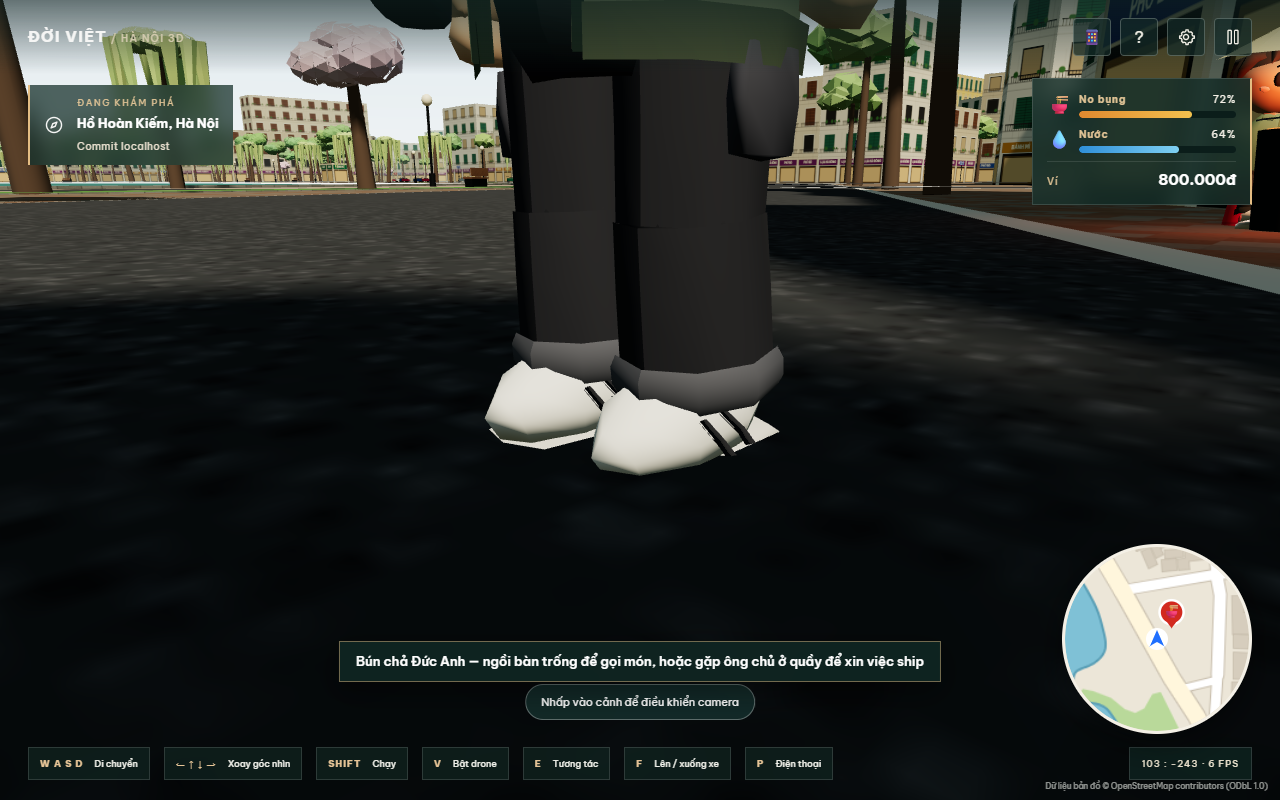 ĐỜI VIỆT / HÀ NỘI 3D
?
ĐANG KHÁM PHÁ
Hồ Hoàn Kiếm, Hà Nội
Commit localhost
No bụng 72%
Nước 64%
Ví 800.000đ
Bún chả Đức Anh — ngồi bàn trống để gọi món, hoặc gặp ông chủ ở quầy để xin việc ship
Nhấp vào cảnh để điều khiển camera
W A S D Di chuyển
←↑↓→ Xoay góc nhìn
SHIFT Chạy
V Bật drone
E Tương tác
F Lên / xuống xe
P Điện thoại
103 : -243 · 6 FPS
Dữ liệu bản đồ © OpenStreetMap contributors (ODbL 1.0)